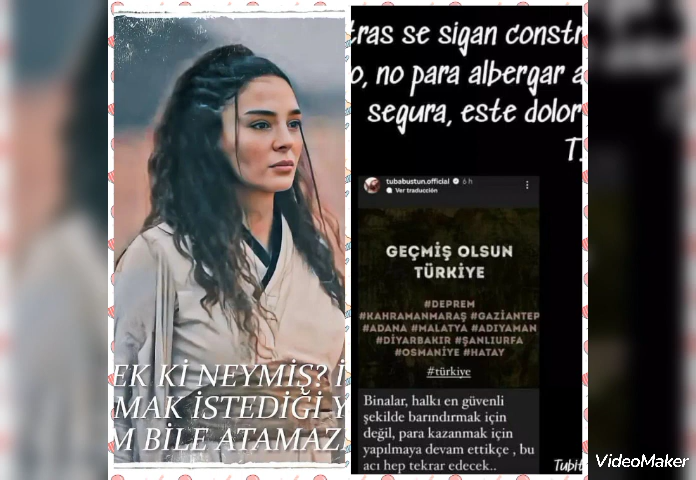 EK Kİ NEYMİŞ? İ
MAK İSTEDİĞİ Y
M BİLE ATAMAZ
tras se sigan constr
o, no para albergar a
segura, este dolor
T.
tubabustun.official 6 h
Ver traducción
GEÇMİŞ OLSUN
TÜRKİYE
#DEPREM
#KAHRAMANMARAŞ #GAZİANTEP
#ADANA #MALATYA #ADIYAMAN
#DİYARBAKIR #ŞANLIURFA
#OSMANİYE #HATAY
#türkiye
Binalar, halkı en güvenli
şekilde barındırmak için
değil, para kazanmak için
yapılmaya devam ettikçe , bu
acı hep tekrar edecek..
Tubit
VideoMaker